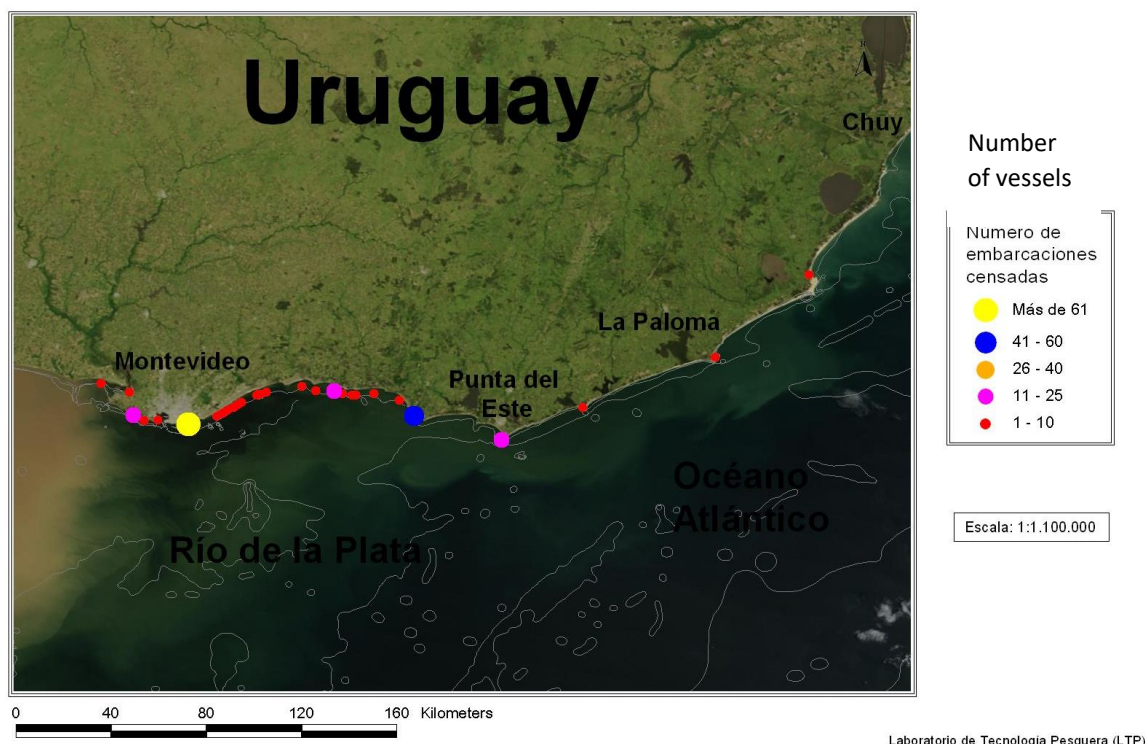 Uruguay
N
Chuy
La Paloma
Montevideo
Punta del
Este
Océano
Atlántico
Río de la Plata
0 40 80 120 160 Kilometers
Number
of vessels
Numero de
embarcaciones
censadas
Más de 61
41 - 60
26 - 40
11 - 25
1 - 10
Escala: 1:1.100.000
Laboratorio de Tecnología Pesquera (LTP)